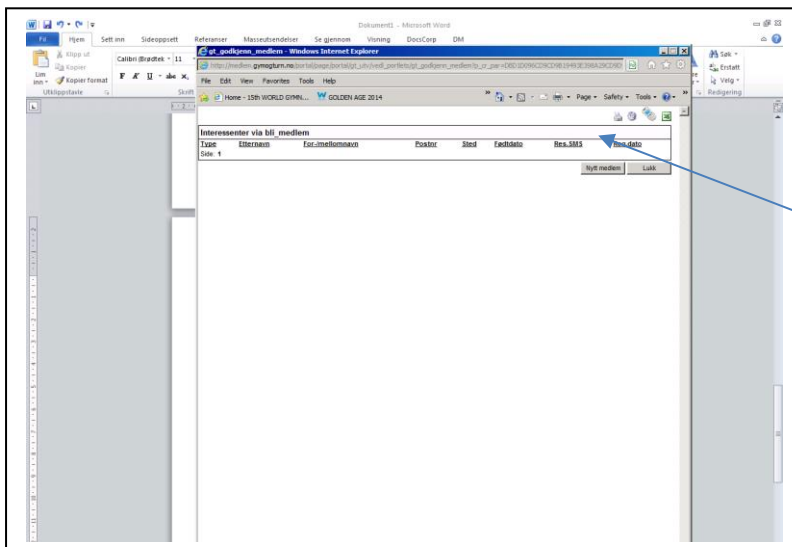 Dokument1 - Microsoft Word
Fil Hjem Sett inn Sideoppsett Referanser Masseutsendelser Se gjennom Visning DocsCorp DM
Klipp ut
Kopier
Kopier format
Lim
inn
Utklippstavle
Calibri (Brødtek 11
F K U abe x,
Skrift
Søk
Erstatt
Velg
Redigering
gt_godkjenn_medlem - Windows Internet Explorer
File Edit View Favorites Tools Help
Home - 15th WORLD GYMN... GOLDEN AGE 2014
Page Safety Tools
Interessenter via bli_medlem
Type Etternavn For-/mellomnavn Postnr Sted Fødtdato Res.SMS Reg.dato
Side: 1
Nytt medlem Lukk